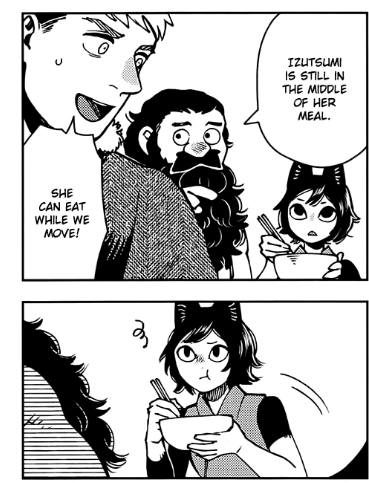 IZUTSUMI
IS STILL IN
THE MIDDLE
OF HER
MEAL.
SHE
CAN EAT
WHILE WE
MOVE!